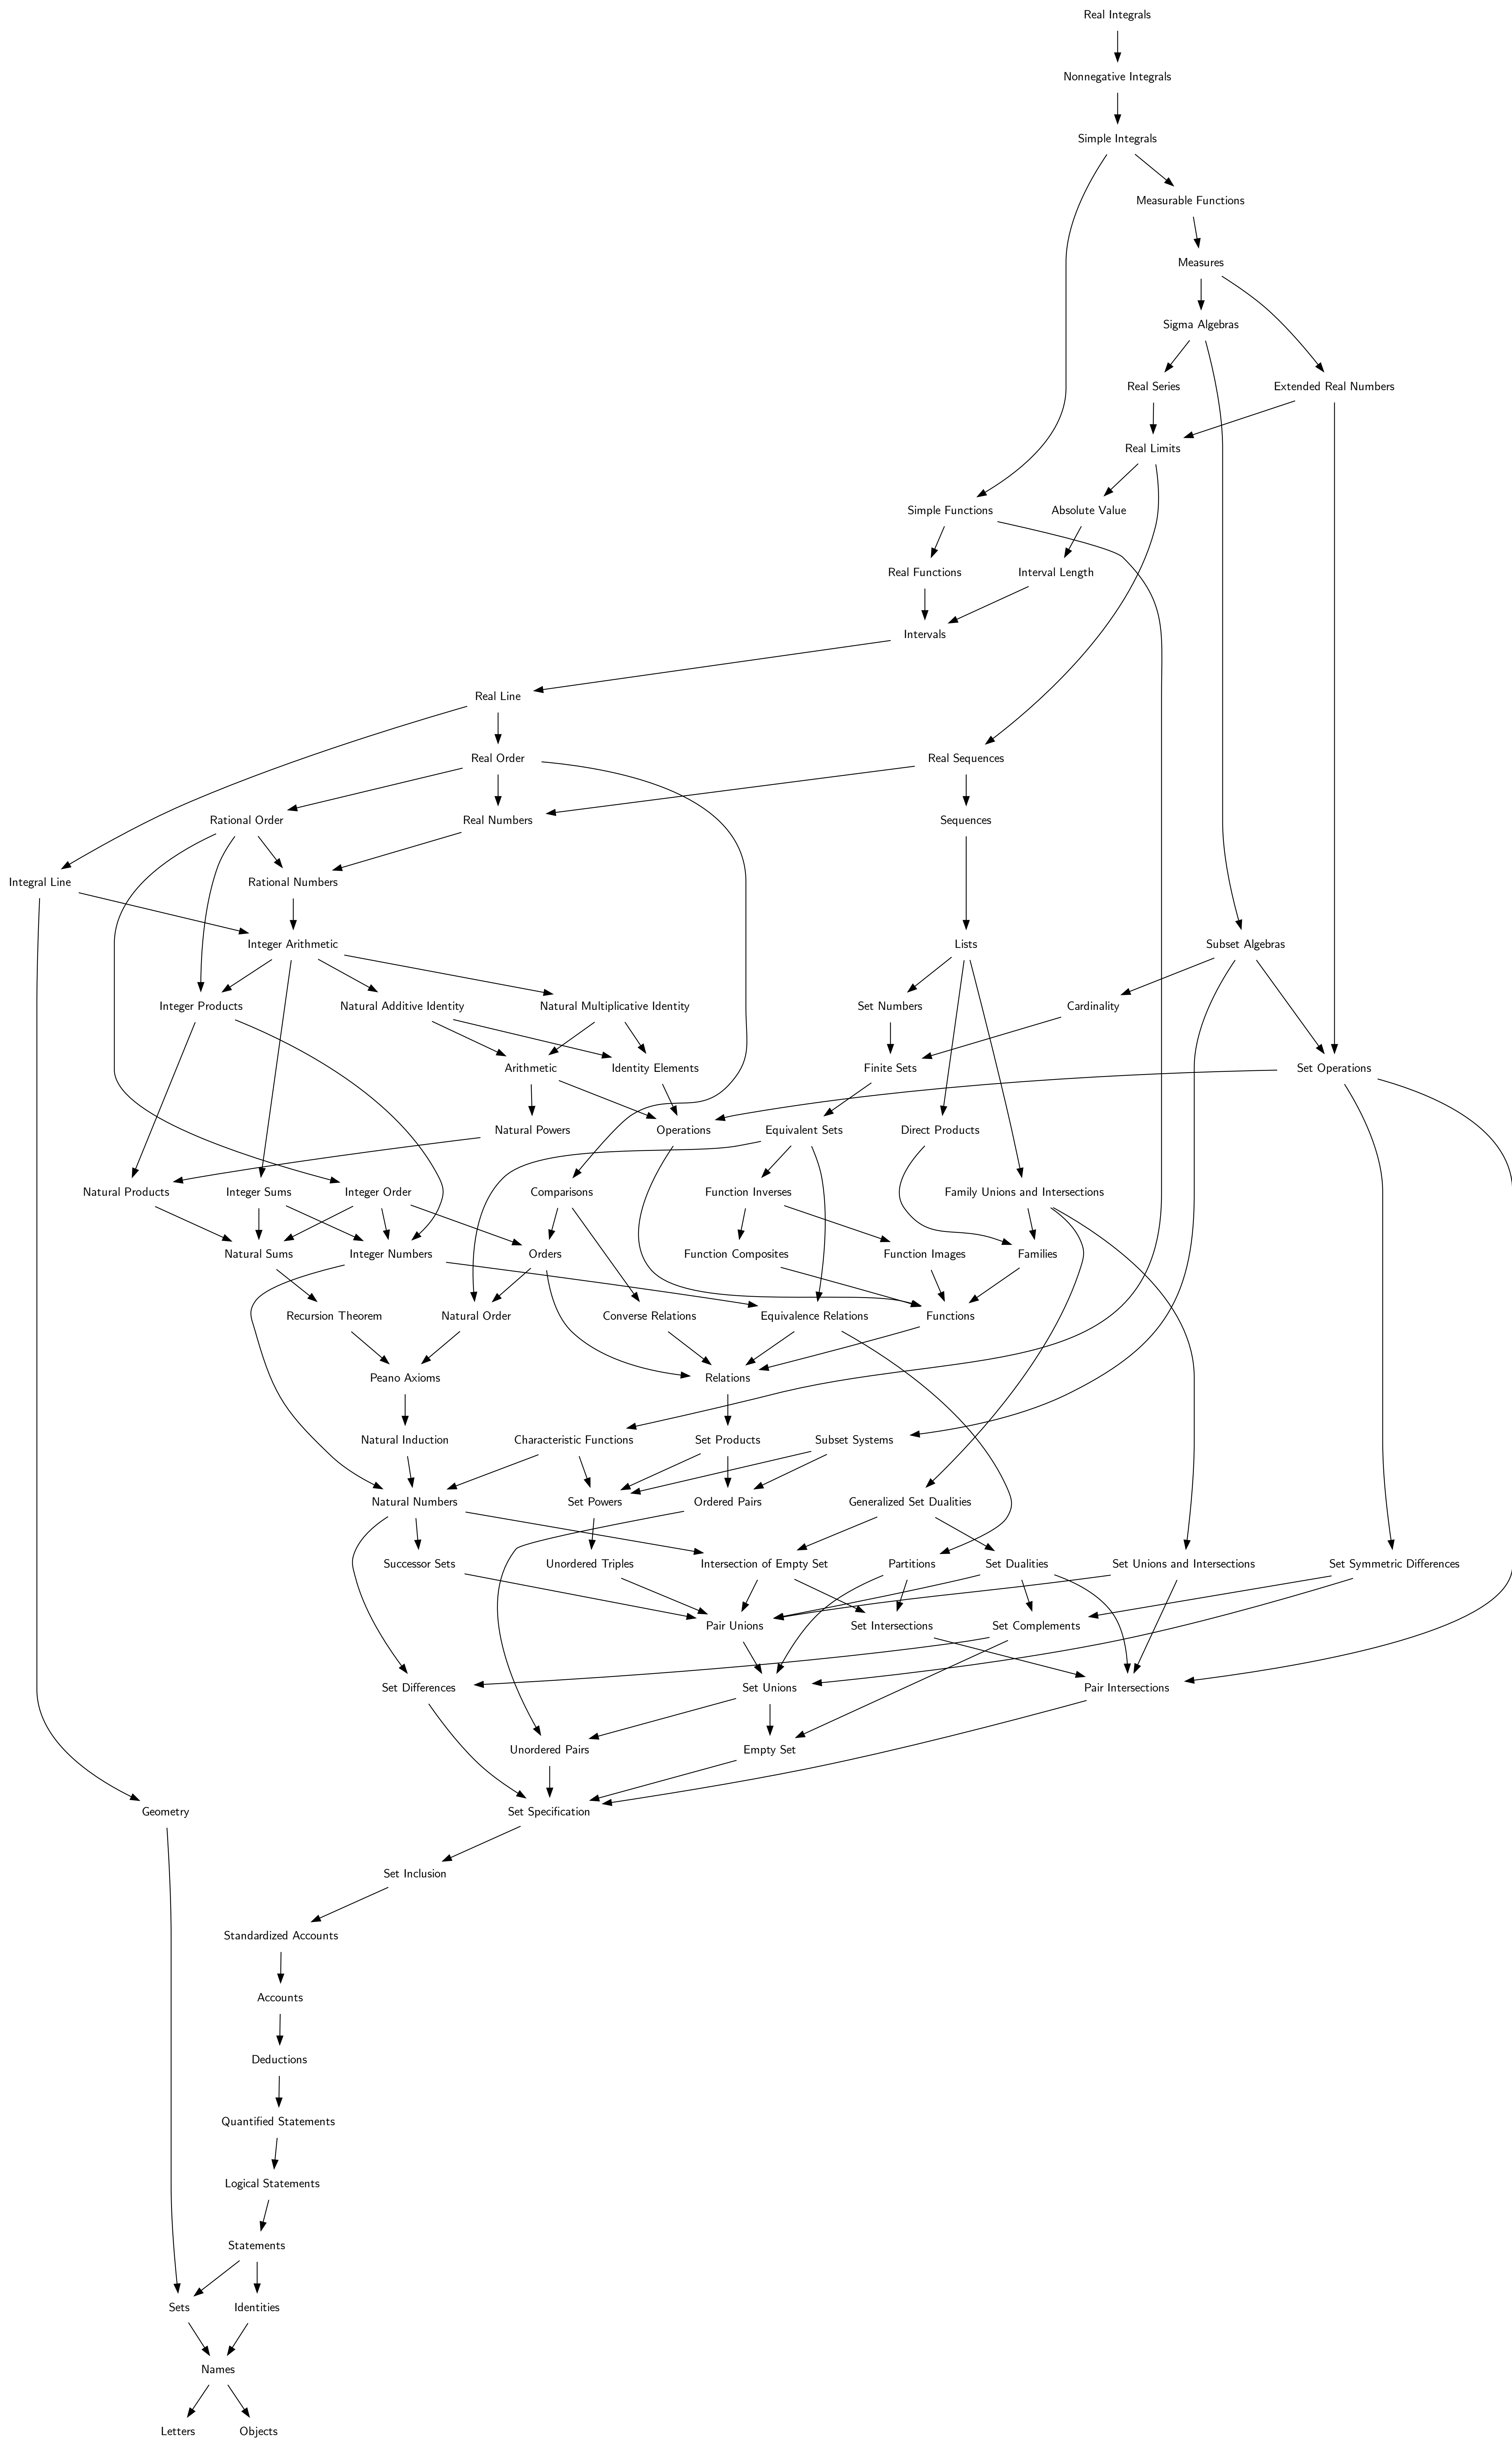 Real Integrals
Nonnegative Integrals
Simple Integrals
Measurable Functions
Measures
Sigma Algebras
Real Series
Extended Real Numbers
Real Limits
Simple Functions
Absolute Value
Real Functions
Interval Length
Intervals
Real Line
Real Order
Real Sequences
Rational Order
Real Numbers
Sequences
Integral Line
Rational Numbers
Integer Arithmetic
Lists
Subset Algebras
Integer Products
Natural Additive Identity
Natural Multiplicative Identity
Set Numbers
Cardinality
Arithmetic
Identity Elements
Finite Sets
Set Operations
Natural Powers
Operations
Equivalent Sets
Direct Products
Natural Products
Integer Sums
Integer Order
Comparisons
Function Inverses
Family Unions and Intersections
Natural Sums
Integer Numbers
Orders
Function Composites
Function Images
Families
Recursion Theorem
Natural Order
Converse Relations
Equivalence Relations
Functions
Peano Axioms
Relations
Natural Induction
Characteristic Functions
Set Products
Subset Systems
Natural Numbers
Set Powers
Ordered Pairs
Generalized Set Dualities
Successor Sets
Unordered Triples
Intersection of Empty Set
Partitions
Set Dualities
Set Unions and Intersections
Set Symmetric Differences
Pair Unions
Set Intersections
Set Complements
Set Differences
Set Unions
Pair Intersections
Unordered Pairs
Empty Set
Geometry
Set Specification
Set Inclusion
Standardized Accounts
Accounts
Deductions
Quantified Statements
Logical Statements
Statements
Sets
Identities
Names
Letters
Objects